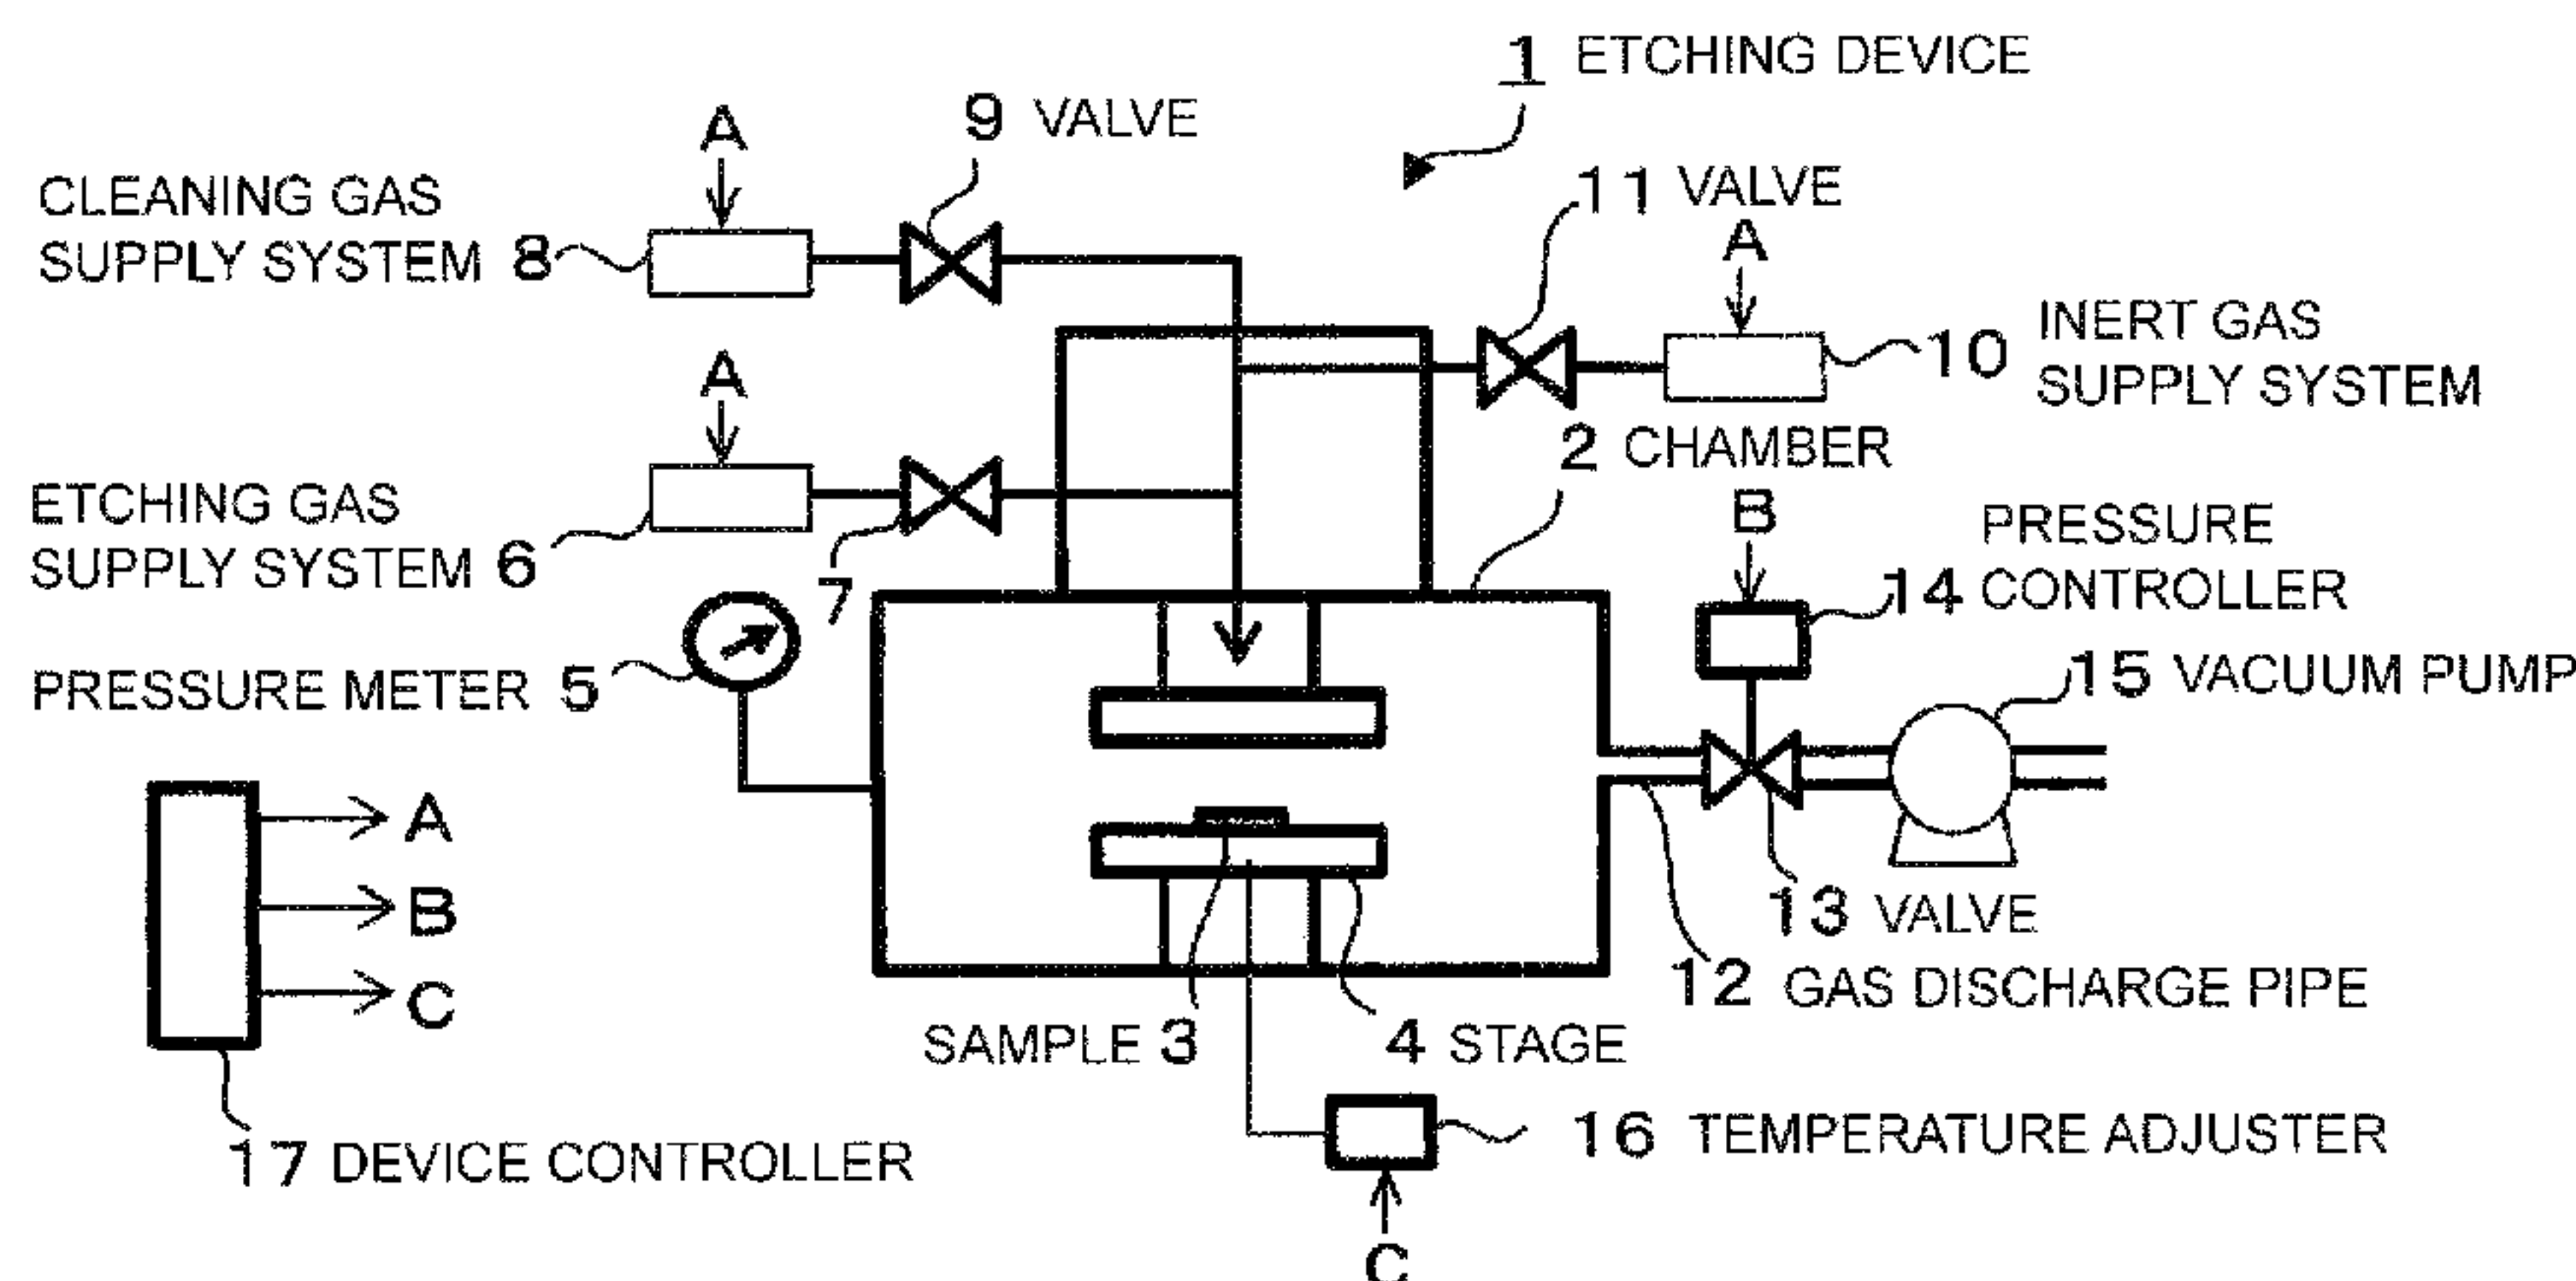 1 ETCHING DEVICE
A
9 VALVE
CLEANING GAS
SUPPLY SYSTEM 8
11 VALVE
A
10 INERT GAS
SUPPLY SYSTEM
A
ETCHING GAS
SUPPLY SYSTEM 6
7
2 CHAMBER
B
14 PRESSURE
CONTROLLER
PRESSURE METER 5
15 VACUUM PUMP
A
B
C
13 VALVE
12 GAS DISCHARGE PIPE
SAMPLE 3
4 STAGE
17 DEVICE CONTROLLER
16 TEMPERATURE ADJUSTER
C